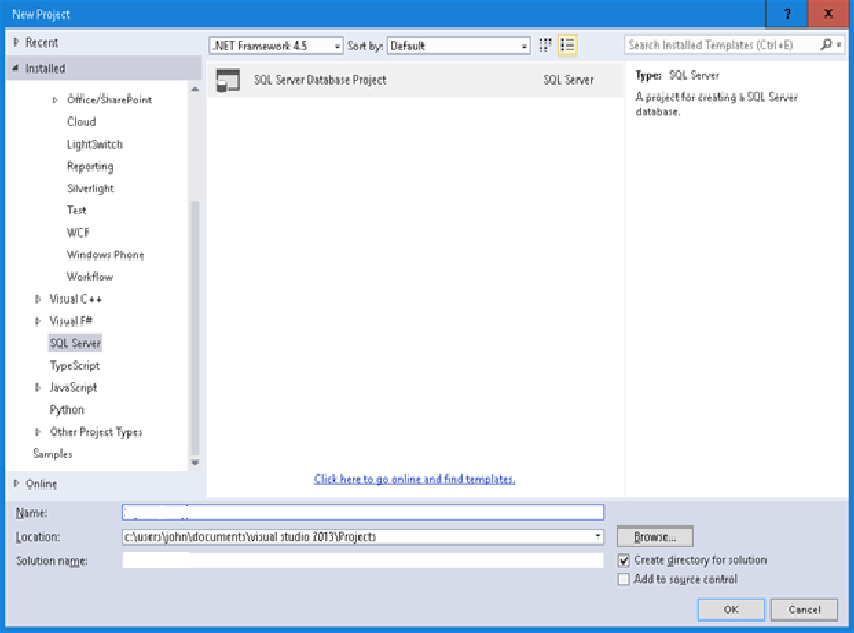 New Project
? X
Recent
.NET Framework 4.5 Sort by: Default
Search Installed Templates (Ctrl+E)
Installed
Office/SharePoint
Cloud
LightSwitch
Reporting
Silverlight
Test
WCF
Windows Phone
Workflow
Visual C++
Visual F#
SQL Server
TypeScript
JavaScript
Python
Other Project Types
Samples
Online
SQL Server Database Project SQL Server
Click here to go online and find templates.
Type: SQL Server
A project for creating a SQL Server
database.
Name:
Location: c:\users\john\documents\visual studio 2013\Projects Browse...
Solution name:
Create directory for solution
Add to source control
OK Cancel